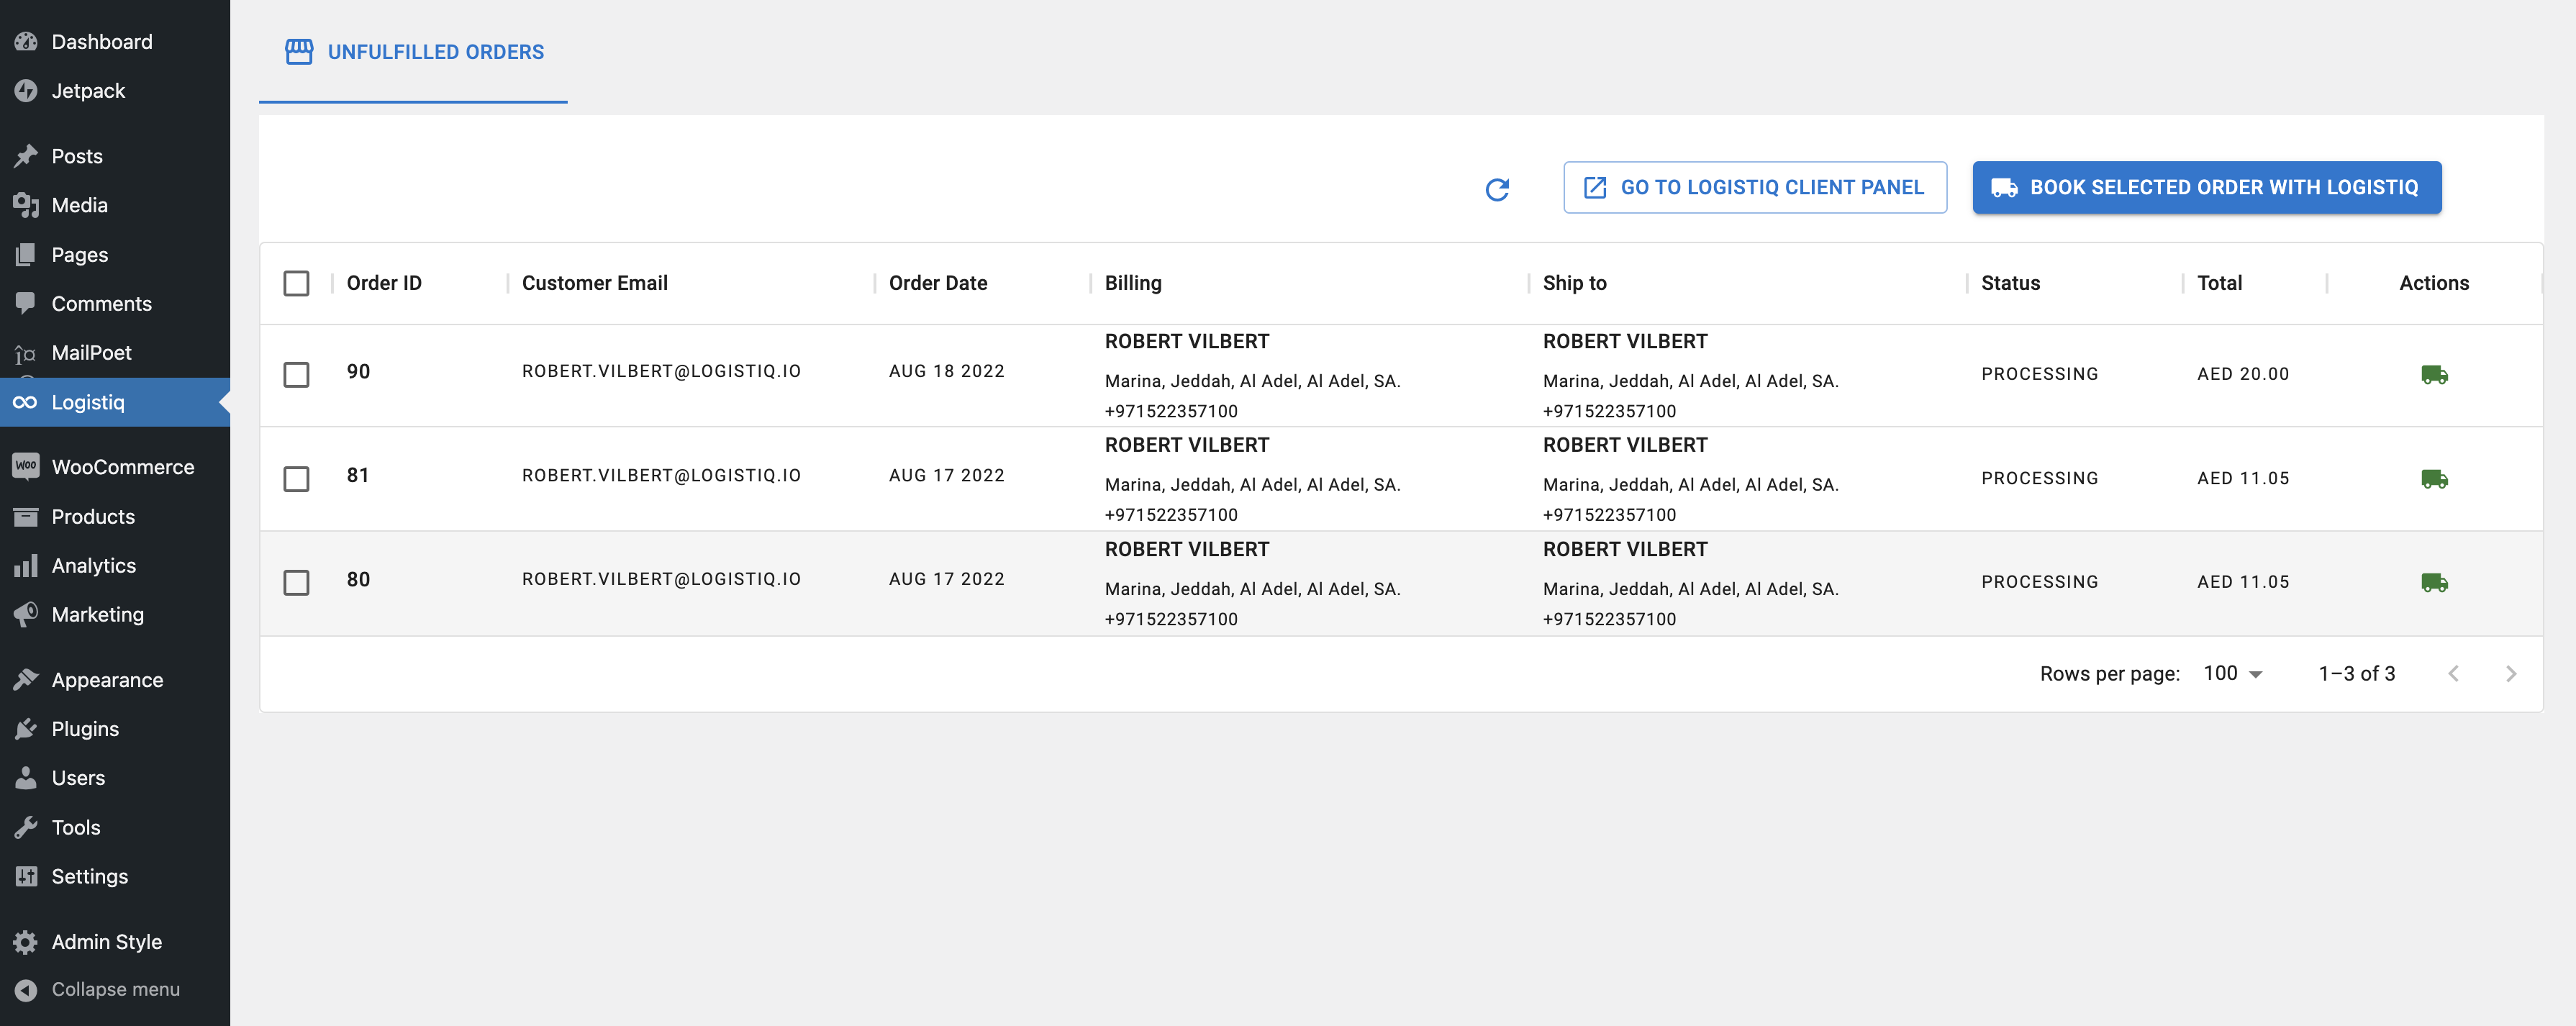 Dashboard
Jetpack
Posts
Media
Pages
Comments
MailPoet
Logistiq
Woo WooCommerce
Products
Analytics
Marketing
Appearance
Plugins
Users
Tools
Settings
Admin Style
Collapse menu
UNFULFILLED ORDERS
GO TO LOGISTIQ CLIENT PANEL
BOOK SELECTED ORDER WITH LOGISTIQ
Order ID Customer Email Order Date Billing Ship to Status Total Actions
90 ROBERT.VILBERT@LOGISTIQ.IO AUG 18 2022 ROBERT VILBERT ROBERT VILBERT PROCESSING AED 20.00
Marina, Jeddah, Al Adel, Al Adel, SA. Marina, Jeddah, Al Adel, Al Adel, SA.
+971522357100 +971522357100
81 ROBERT.VILBERT@LOGISTIQ.IO AUG 17 2022 ROBERT VILBERT ROBERT VILBERT PROCESSING AED 11.05
Marina, Jeddah, Al Adel, Al Adel, SA. Marina, Jeddah, Al Adel, Al Adel, SA.
+971522357100 +971522357100
80 ROBERT.VILBERT@LOGISTIQ.IO AUG 17 2022 ROBERT VILBERT ROBERT VILBERT PROCESSING AED 11.05
Marina, Jeddah, Al Adel, Al Adel, SA. Marina, Jeddah, Al Adel, Al Adel, SA.
+971522357100 +971522357100
Rows per page: 100 1–3 of 3